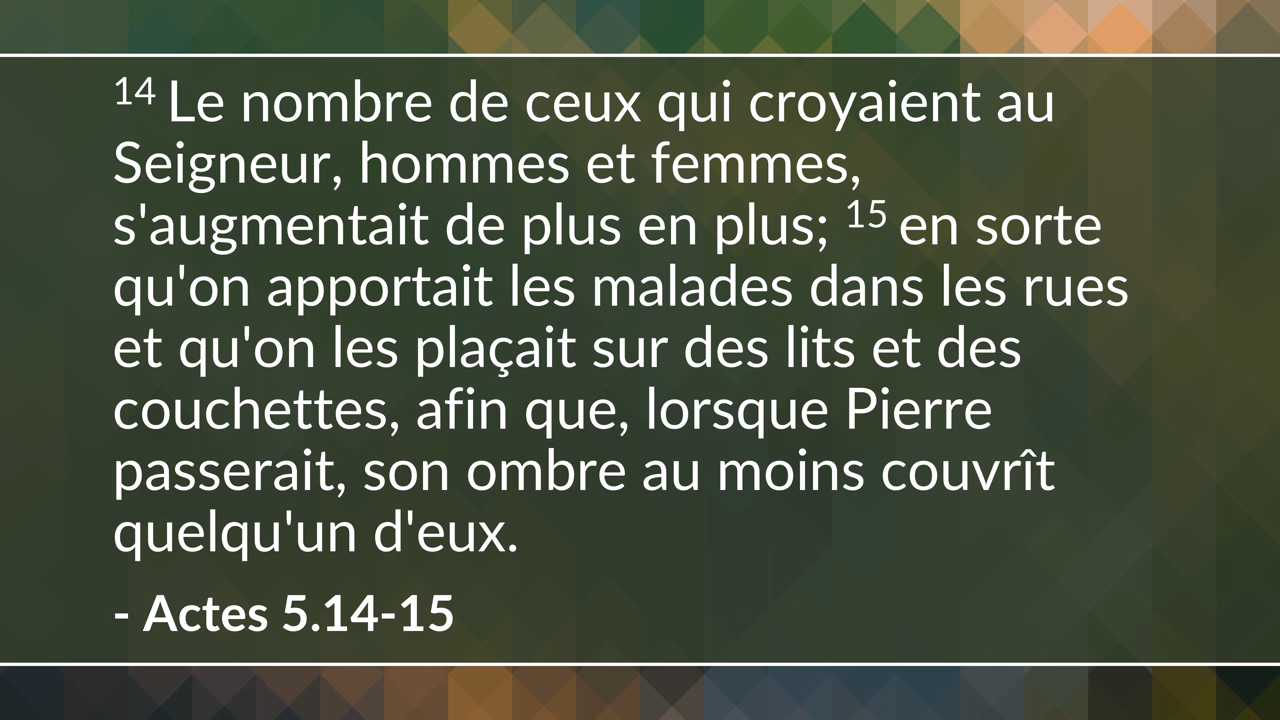 14 Le nombre de ceux qui croyaient au
Seigneur, hommes et femmes,
s'augmentait de plus en plus; 15 en sorte
qu'on apportait les malades dans les rues
et qu'on les plaçait sur des lits et des
couchettes, afin que, lorsque Pierre
passerait, son ombre au moins couvrît
quelqu'un d'eux.
- Actes 5.14-15